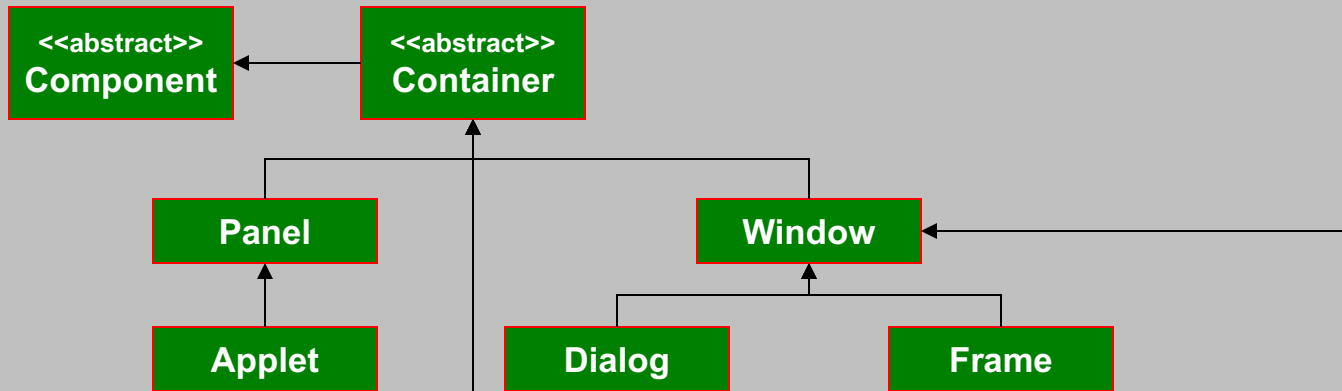 <<abstract>>
Component
<<abstract>>
Container
Panel
Window
Applet
Dialog
Frame